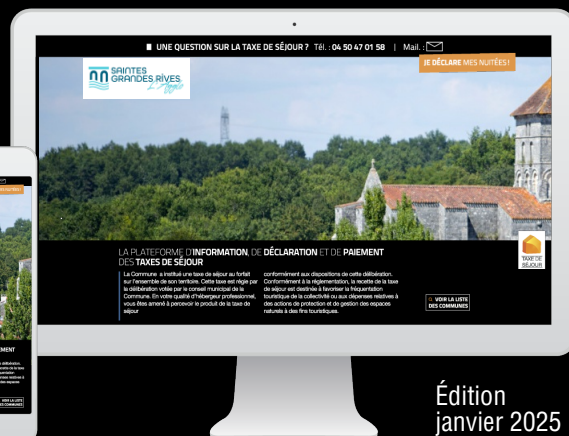 UNE QUESTION SUR LA TAXE DE SÉJOUR ? Tél. : 04 50 47 01 58 | Mail. :
JE DÉCLARE MES NUITÉES !
SAINTES
GRANDES RIVES
L'Agglo
LA PLATEFORME D'INFORMATION, DE DÉCLARATION ET DE PAIEMENT
DES TAXES DE SÉJOUR
La Commune a institué une taxe de séjour au forfait
sur l'ensemble de son territoire. Cette taxe est régie par
la délibération votée par le conseil municipal de la
Commune. En votre qualité d'hébergeur professionnel,
vous êtes amené à percevoir le produit de la taxe de
séjour
conformément aux dispositions de cette délibération.
Conformément à la réglementation, la recette de la taxe
de séjour est destinée à favoriser la fréquentation
touristique de la collectivité ou aux dépenses relatives à
des actions de protection et de gestion des espaces
naturels à des fins touristiques.
TAXE DE
SÉJOUR
VOIR LA LISTE
DES COMMUNES
Édition
janvier 2025